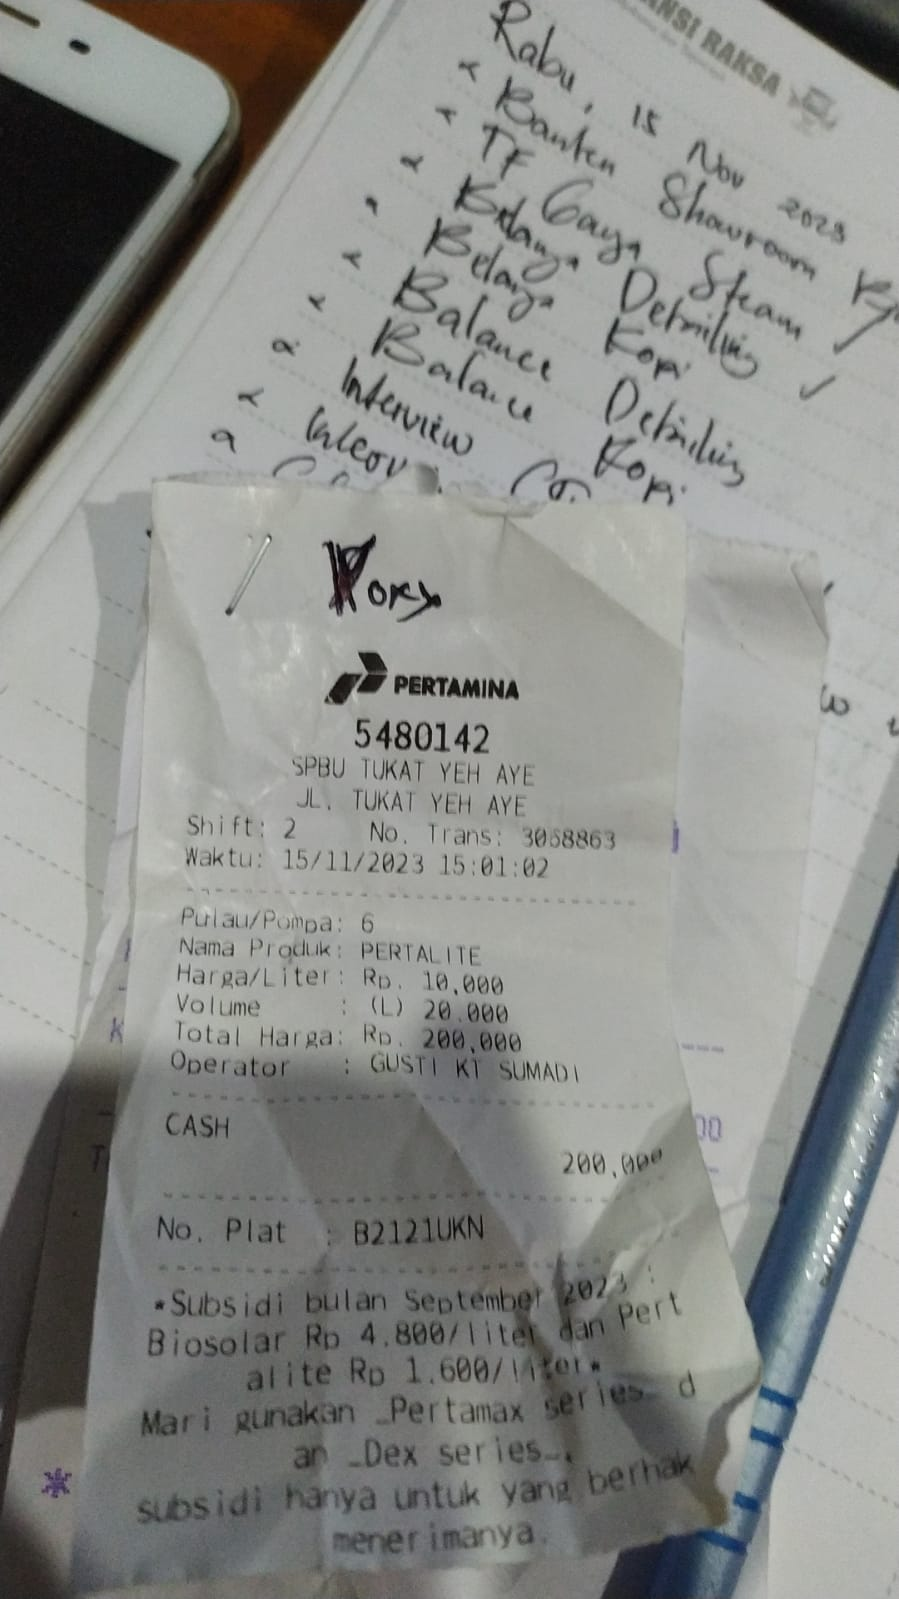 ANSI RAKSA
Rabu, 15 Nov 2023
Banten Showroom
TF Gaya Steam
Belanja Detailing
Belanja Kopi
Balance Detailing
Balance Kopi
Interview
PERTAMINA
5480142
SPBU TUKAT YEH AYE
JL. TUKAT YEH AYE
Shift: 2 No. Trans: 3058863
Waktu: 15/11/2023 15:01:02
Pulau/Pompa: 6
Nama Produk: PERTALITE
Harga/Liter: Rp. 10,000
Volume : (L) 20.000
Total Harga: Rp. 200,000
Operator : GUSTI KT SUMADI
CASH
200,000
No. Plat : B2121UKN
*Subsidi bulan September 2023 :
Biosolar Rp 4.800/liter dan Pert
alite Rp 1.600/liter*
Mari gunakan _Pertamax series_ d
an _Dex series_.
subsidi hanya untuk yang berhak
menerimanya.